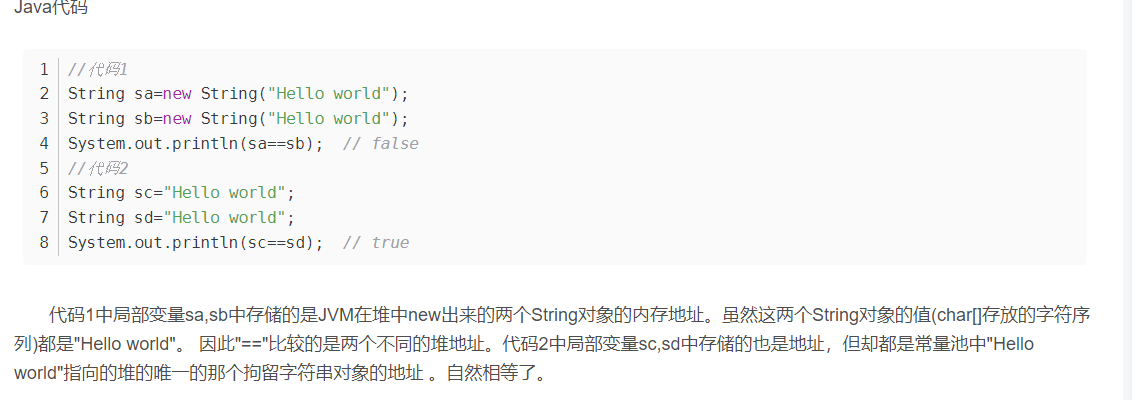 Java代码
1 //代码1
2 String sa=new String("Hello world");
3 String sb=new String("Hello world");
4 System.out.println(sa==sb);  // false
5 //代码2
6 String sc="Hello world";
7 String sd="Hello world";
8 System.out.println(sc==sd);  // true
代码1中局部变量sa,sb中存储的是JVM在堆中new出来的两个String对象的内存地址。虽然这两个String对象的值(char[]存放的字符序
列)都是"Hello world"。 因此"=="比较的是两个不同的堆地址。代码2中局部变量sc,sd中存储的也是地址，但却都是常量池中"Hello
world"指向的堆的唯一的那个拘留字符串对象的地址 。自然相等了。